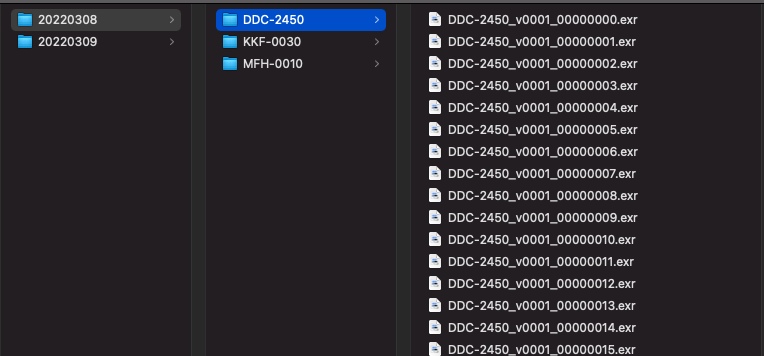 20220308
20220309
DDC-2450
KKF-0030
MFH-0010
DDC-2450_v0001_00000000.exr
DDC-2450_v0001_00000001.exr
DDC-2450_v0001_00000002.exr
DDC-2450_v0001_00000003.exr
DDC-2450_v0001_00000004.exr
DDC-2450_v0001_00000005.exr
DDC-2450_v0001_00000006.exr
DDC-2450_v0001_00000007.exr
DDC-2450_v0001_00000008.exr
DDC-2450_v0001_00000009.exr
DDC-2450_v0001_00000010.exr
DDC-2450_v0001_00000011.exr
DDC-2450_v0001_00000012.exr
DDC-2450_v0001_00000013.exr
DDC-2450_v0001_00000014.exr
DDC-2450_v0001_00000015.exr